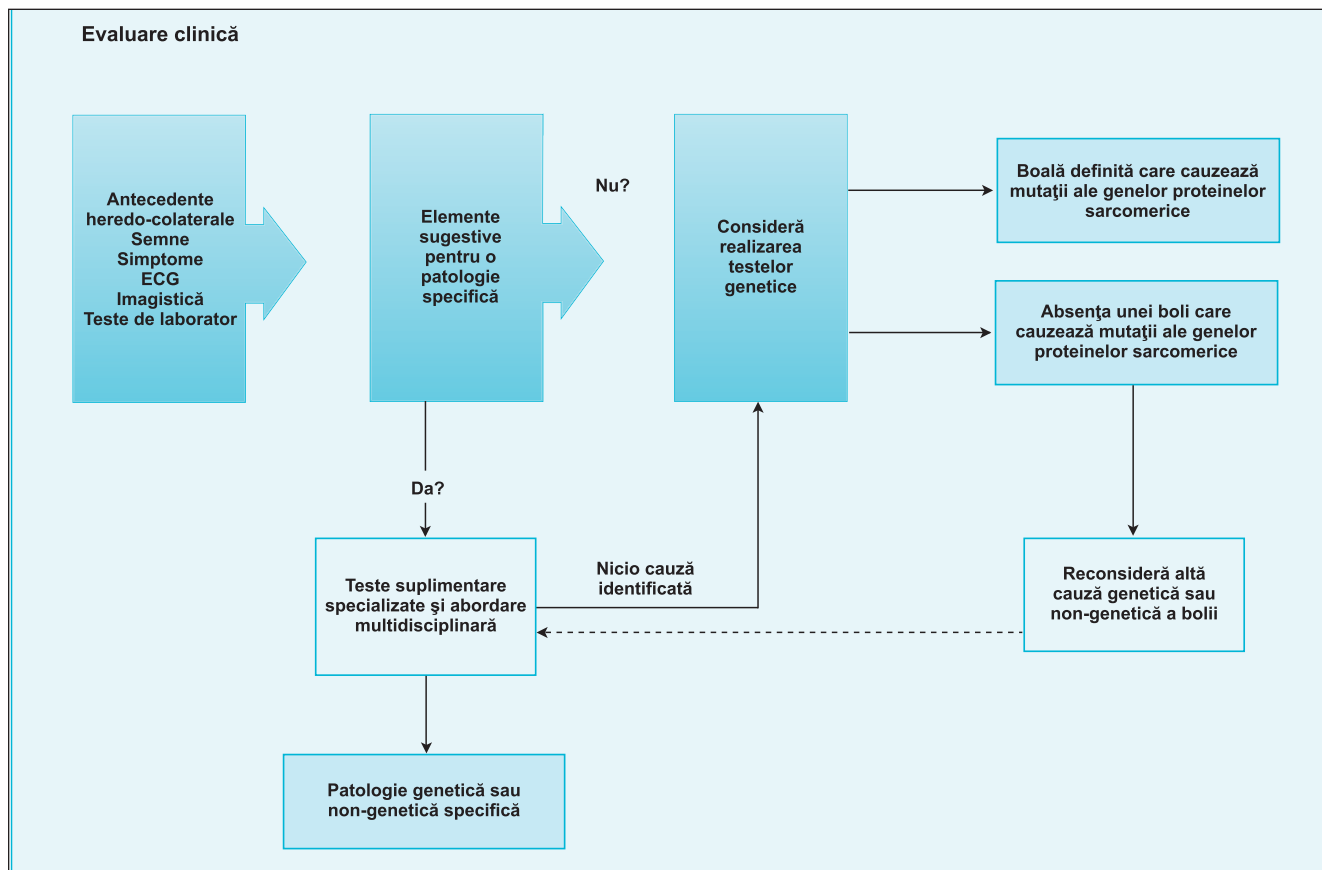 Evaluare clinică
Antecedente
heredo-colaterale
Semne
Simptome
ECG
Imagistică
Teste de laborator
Elemente
sugestive
pentru o
patologie
specifică
Nu?
Consideră
realizarea
testelor
genetice
Boală definită care cauzează
mutaţii ale genelor proteinelor
sarcomerice
Absenţa unei boli care
cauzează mutaţii ale genelor
proteinelor sarcomerice
Da?
Teste suplimentare
specializate şi abordare
multidisciplinară
Nicio cauză
identificată
Reconsideră altă
cauză genetică sau
non-genetică a bolii
Patologie genetică sau
non-genetică specifică